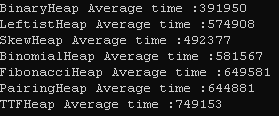 BinaryHeap Average time :391950
LeftistHeap Average time :574908
SkewHeap Average time :492377
BinomialHeap Average time :581567
FibonacciHeap Average time :649581
PairingHeap Average time :644881
TTFHeap Average time :749153